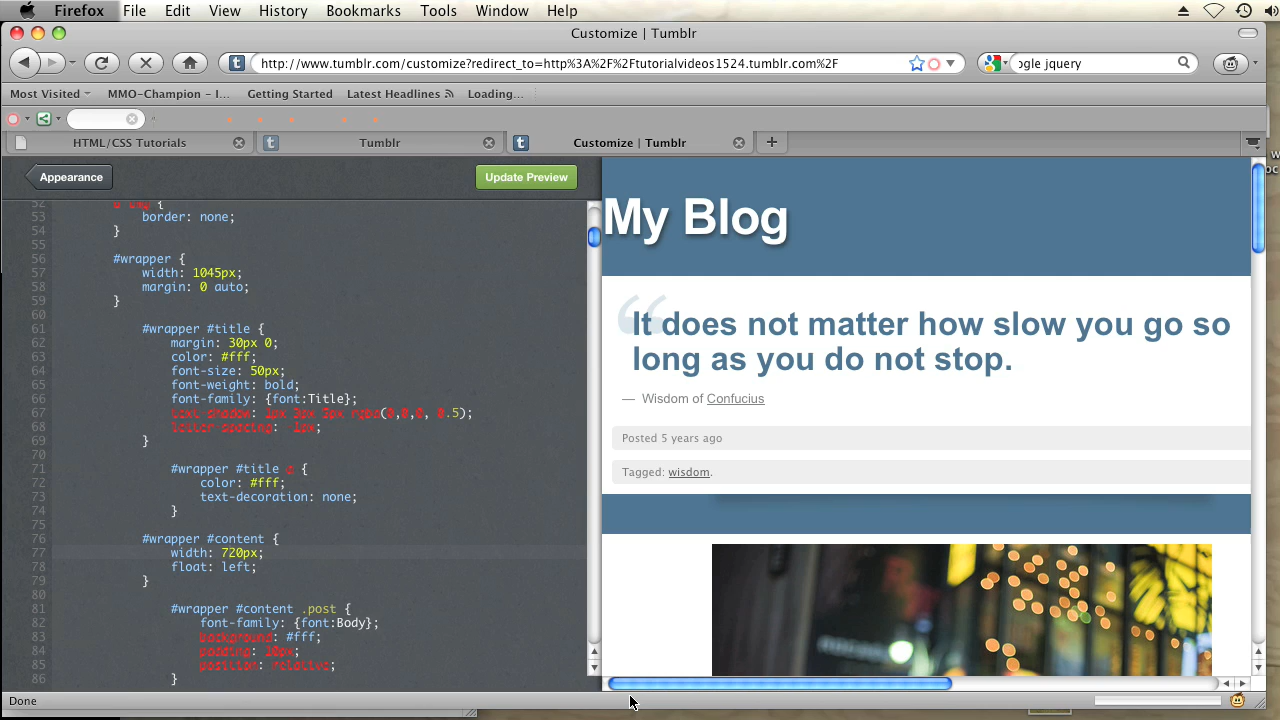 Firefox File Edit View History Bookmarks Tools Window Help
Customize | Tumblr
http://www.tumblr.com/customize?redirect_to=http%3A%2F%2Ftutorialvideos1524.tumblr.com%2F
ogle jquery
Most Visited MMO-Champion – I... Getting Started Latest Headlines Loading...
HTML/CSS Tutorials Tumblr Customize | Tumblr
Appearance Update Preview
52 a img {
53 border: none;
54 }
55
56 #wrapper {
57 width: 1045px;
58 margin: 0 auto;
59 }
60
61 #wrapper #title {
62 margin: 30px 0;
63 color: #fff;
64 font-size: 50px;
65 font-weight: bold;
66 font-family: {font:Title};
67 text-shadow: 1px 3px 5px rgba(0,0,0, 0.5);
68 letter-spacing: -1px;
69 }
70
71 #wrapper #title a {
72 color: #fff;
73 text-decoration: none;
74 }
75
76 #wrapper #content {
77 width: 720px;
78 float: left;
79 }
80
81 #wrapper #content .post {
82 font-family: {font:Body};
83 background: #fff;
84 padding: 10px;
85 position: relative;
86 }
My Blog
“ It does not matter how slow you go so
long as you do not stop.
— Wisdom of Confucius
Posted 5 years ago
Tagged: wisdom.
Done